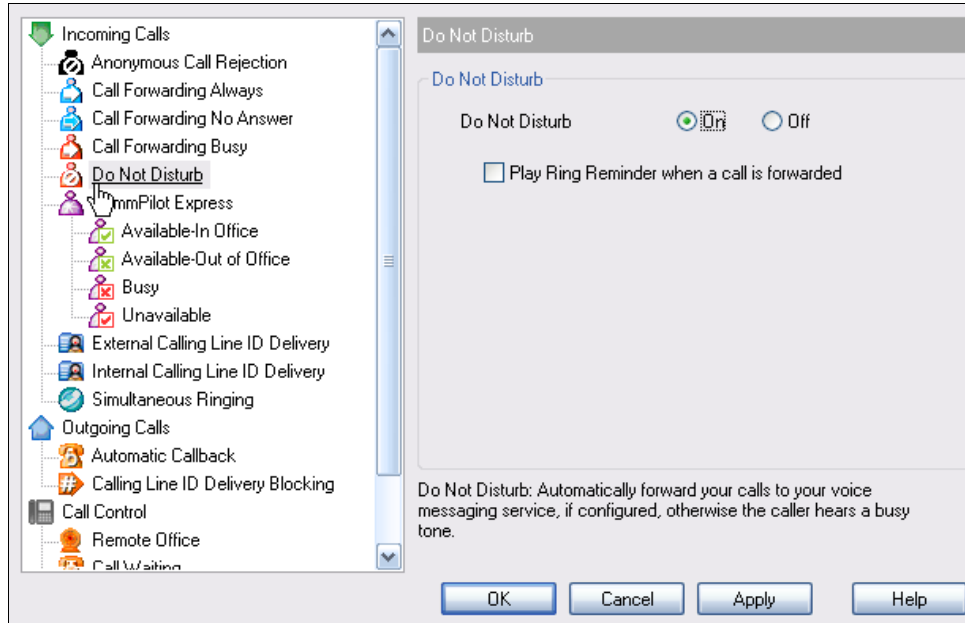 Incoming Calls
Anonymous Call Rejection
Call Forwarding Always
Call Forwarding No Answer
Call Forwarding Busy
Do Not Disturb
mmPilot Express
Available-In Office
Available-Out of Office
Busy
Unavailable
External Calling Line ID Delivery
Internal Calling Line ID Delivery
Simultaneous Ringing
Outgoing Calls
Automatic Callback
Calling Line ID Delivery Blocking
Call Control
Remote Office
Call Waiting
Do Not Disturb
Do Not Disturb
Do Not Disturb On Off
Play Ring Reminder when a call is forwarded
Do Not Disturb: Automatically forward your calls to your voice
messaging service, if configured, otherwise the caller hears a busy
tone.
OK Cancel Apply Help